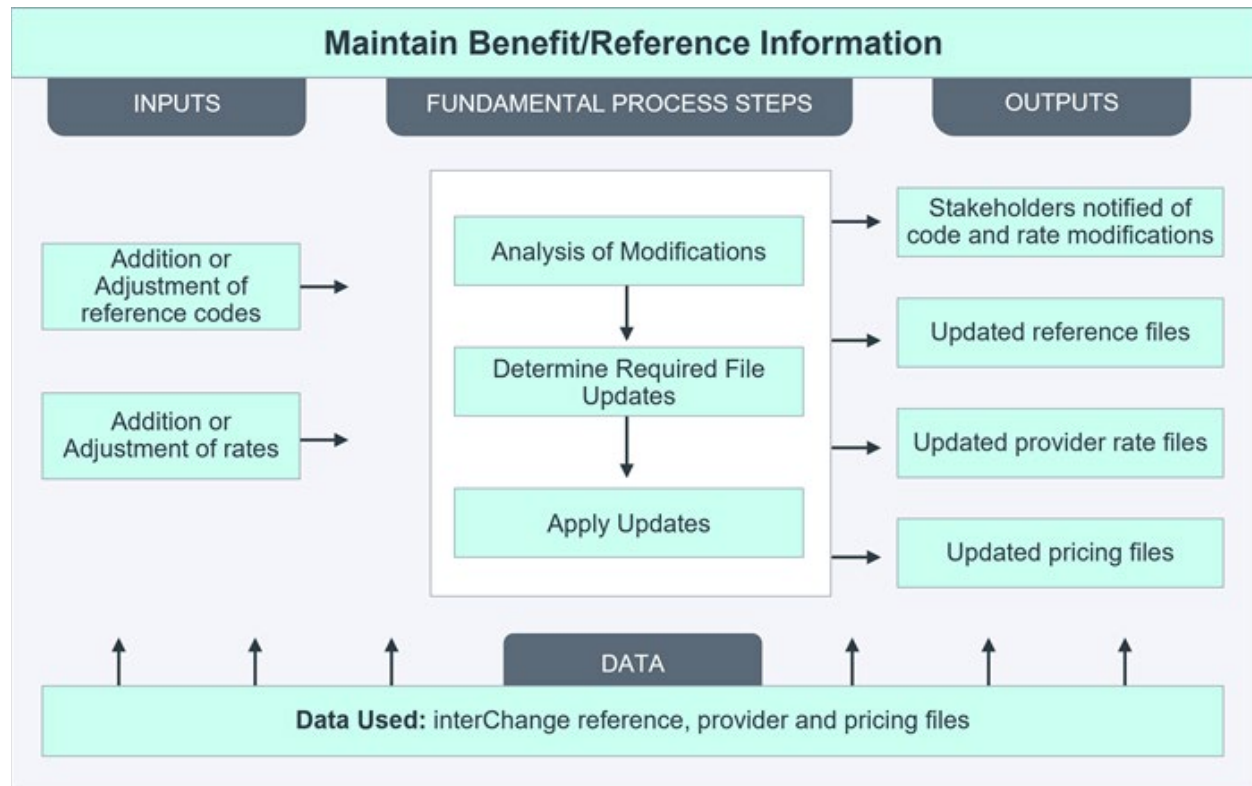 Maintain Benefit/Reference Information
INPUTS
FUNDAMENTAL PROCESS STEPS
OUTPUTS
Addition or
Adjustment of
reference codes
Addition or
Adjustment of rates
Analysis of Modifications
Determine Required File
Updates
Apply Updates
Stakeholders notified of
code and rate modifications
Updated reference files
Updated provider rate files
Updated pricing files
DATA
Data Used: interChange reference, provider and pricing files